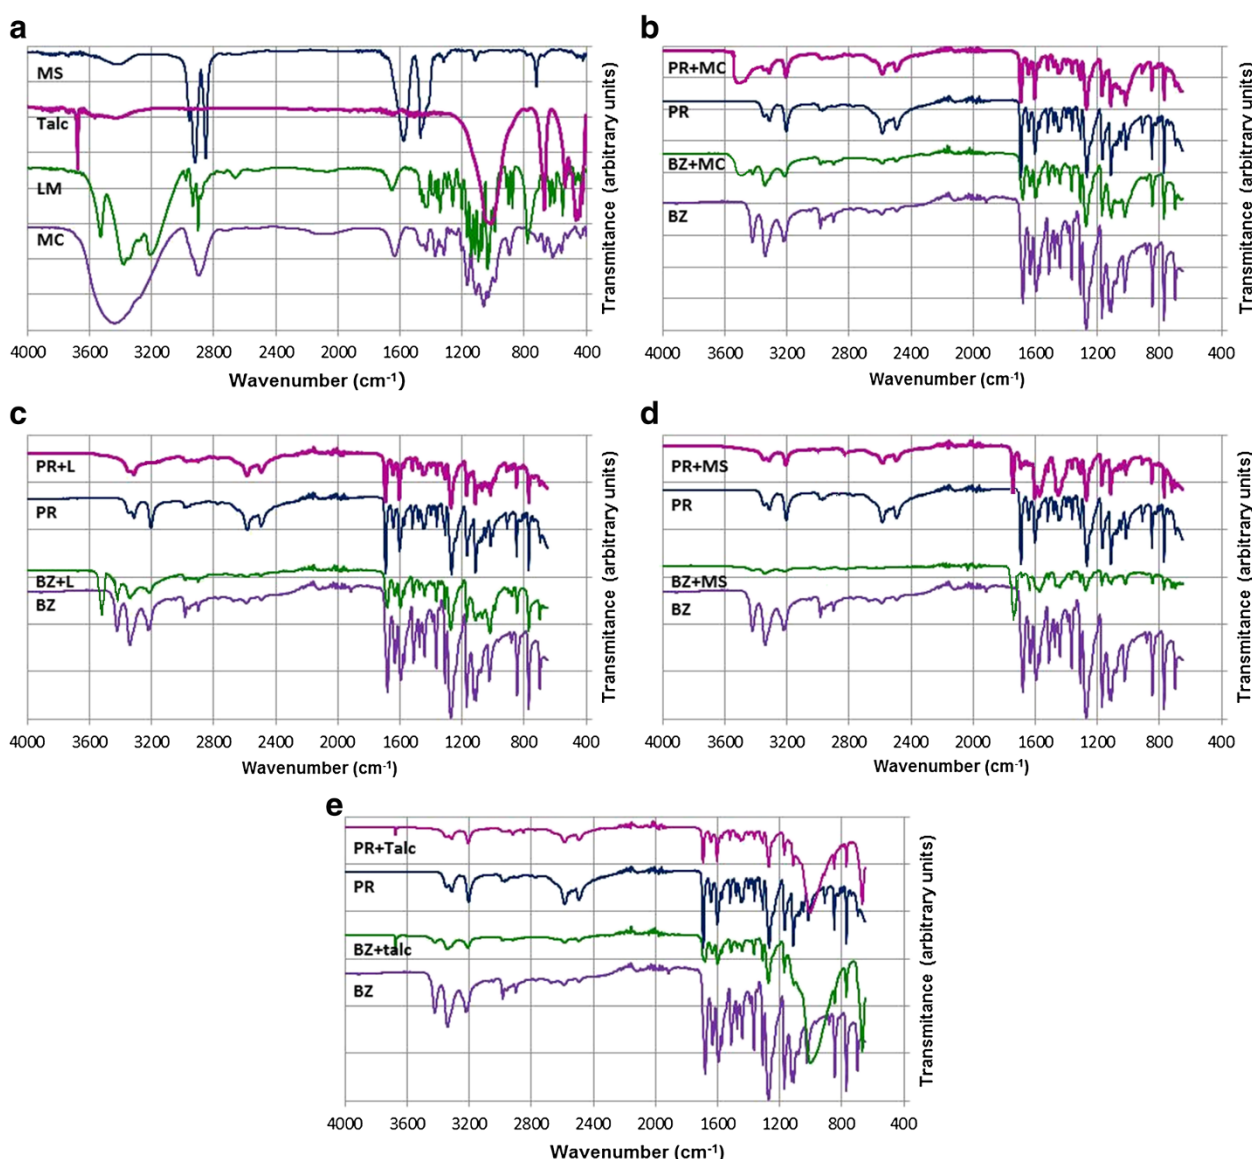 a
MS
Talc
LM
MC
4000 3600 3200 2800 2400 2000 1600 1200 800 400
Wavenumber (cm-1)
Transmitance (arbitrary units)
b
PR+MC
PR
BZ+MC
BZ
4000 3600 3200 2800 2400 2000 1600 1200 800 400
Wavenumber (cm-1)
Transmitance (arbitrary units)
c
PR+L
PR
BZ+L
BZ
4000 3600 3200 2800 2400 2000 1600 1200 800 400
Wavenumber (cm-1)
Transmitance (arbitrary units)
d
PR+MS
PR
BZ+MS
BZ
4000 3600 3200 2800 2400 2000 1600 1200 800 400
Wavenumber (cm-1)
Transmitance (arbitrary units)
e
PR+Talc
PR
BZ+talc
BZ
4000 3600 3200 2800 2400 2000 1600 1200 800 400
Wavenumber (cm-1)
Transmitance (arbitrary units)